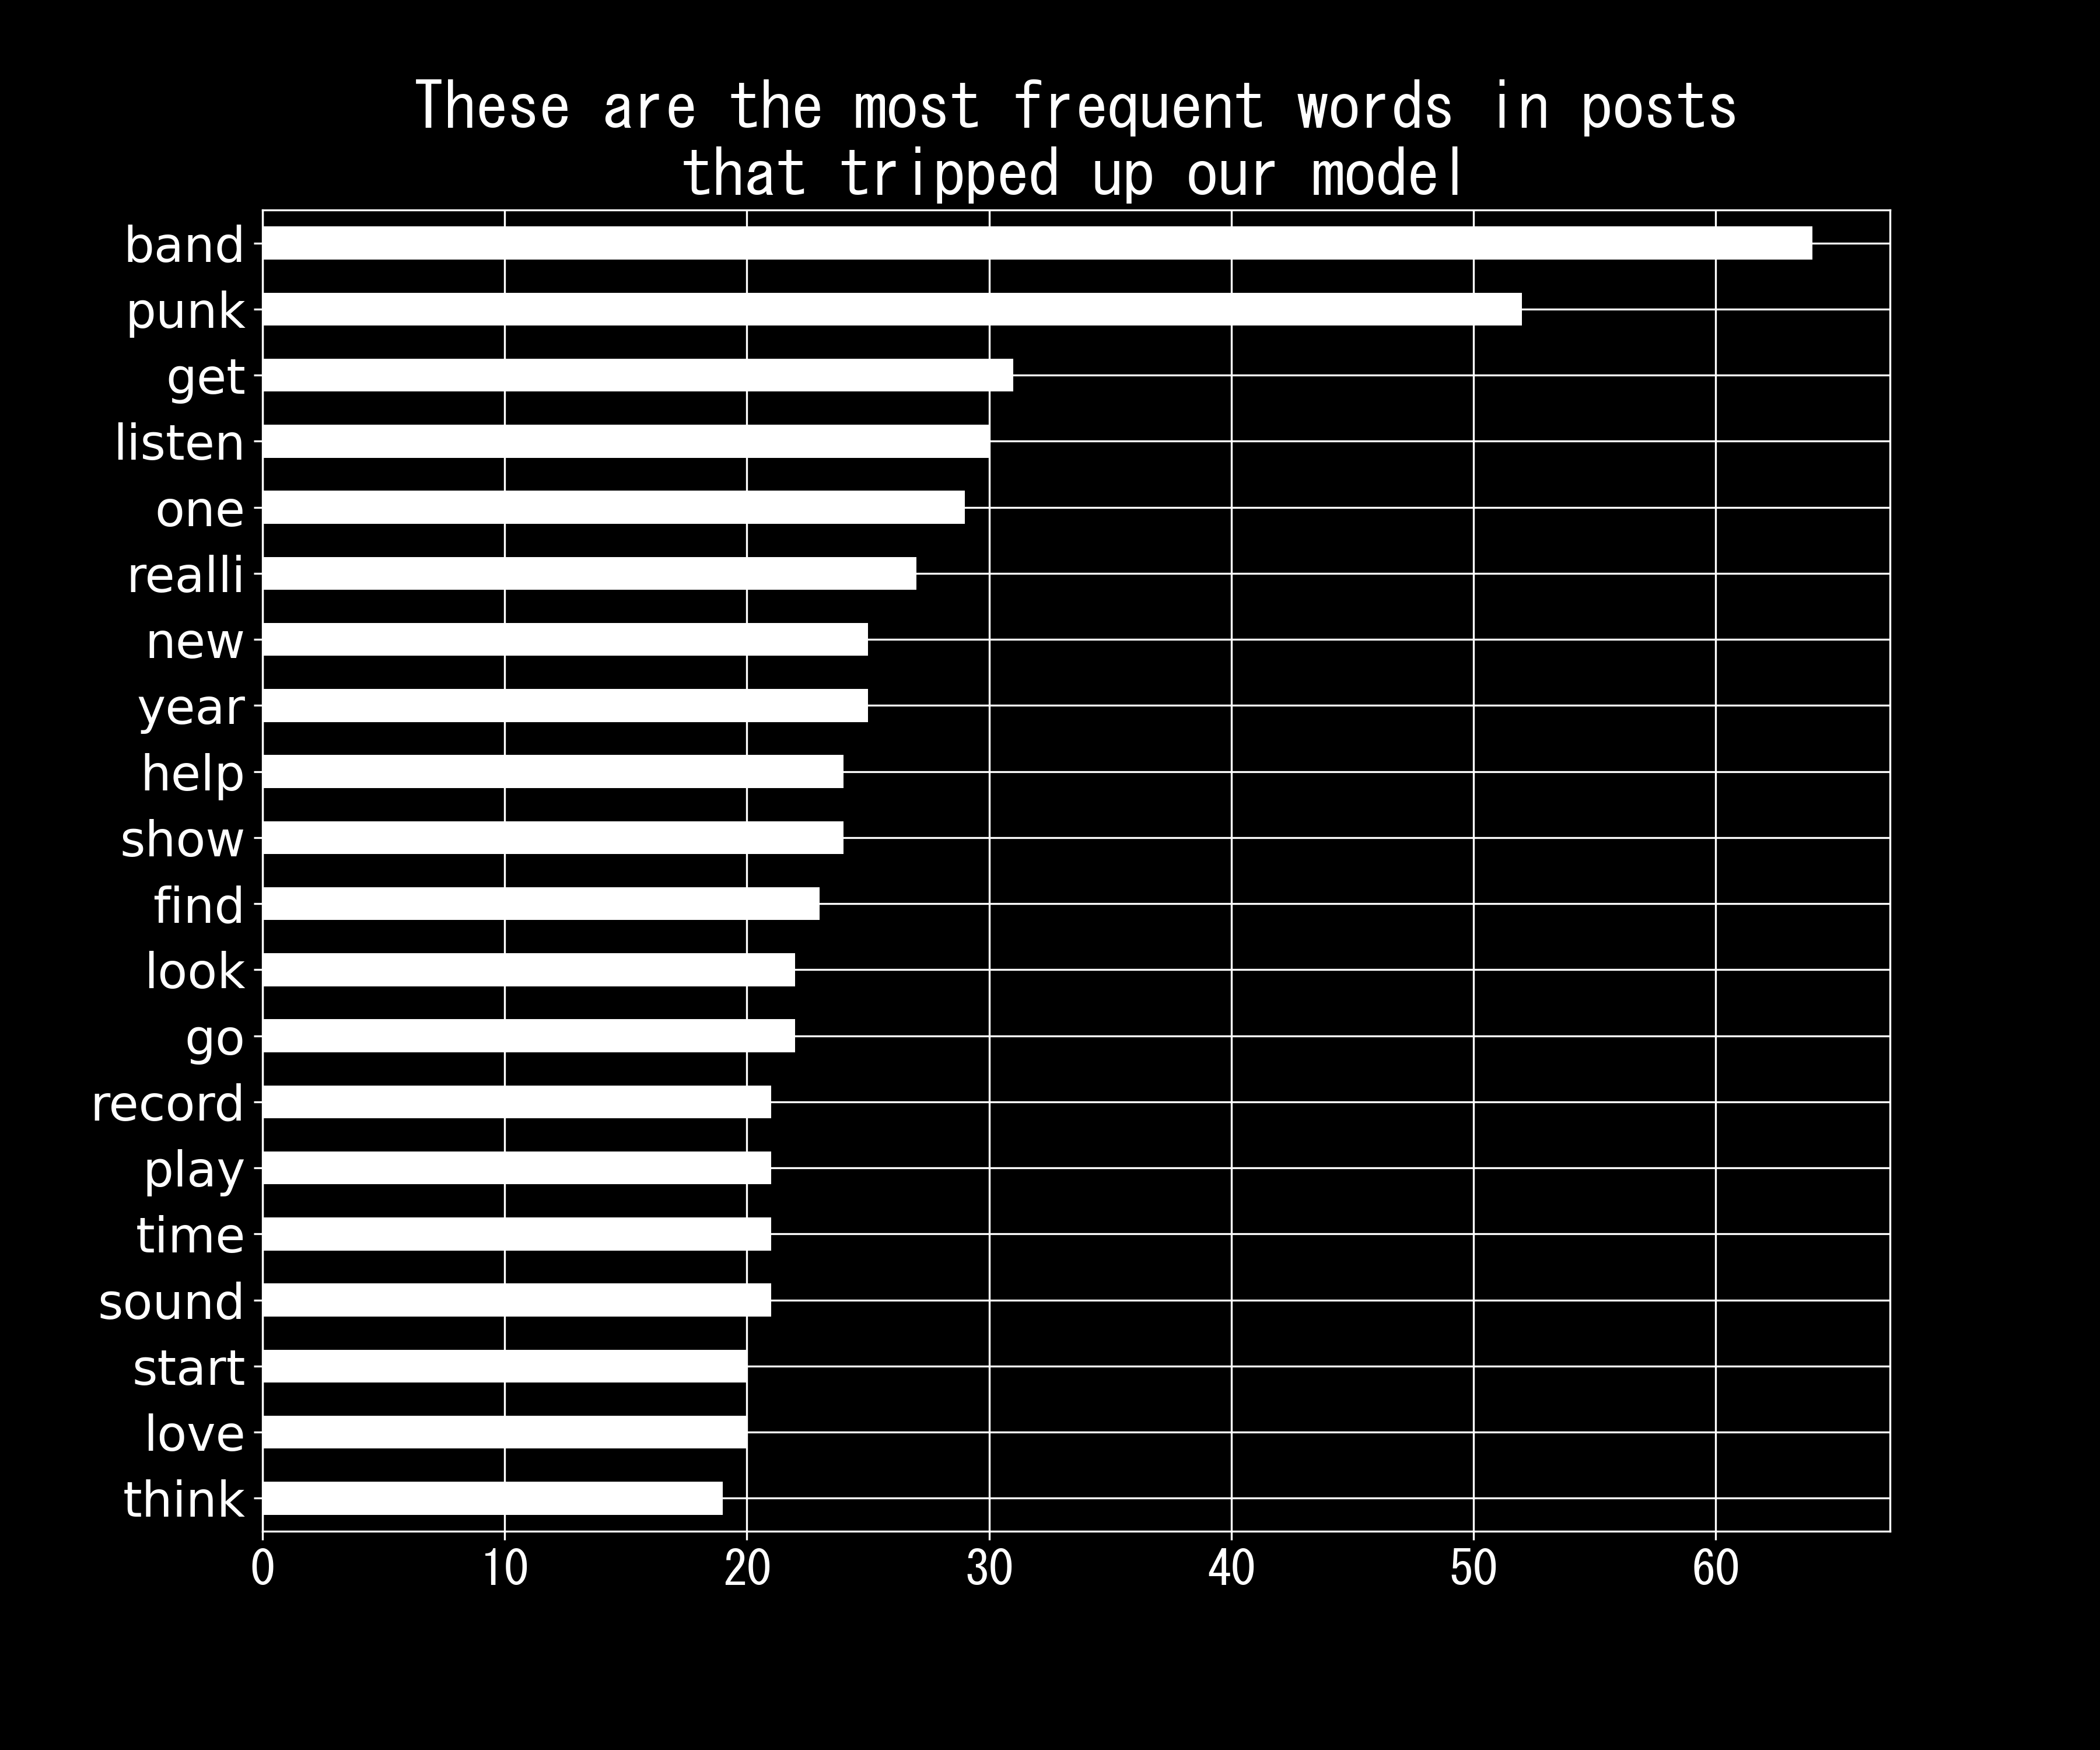 These are the most frequent words in posts
that tripped up our model
band
punk
get
listen
one
realli
new
year
help
show
find
look
go
record
play
time
sound
start
love
think
0 10 20 30 40 50 60